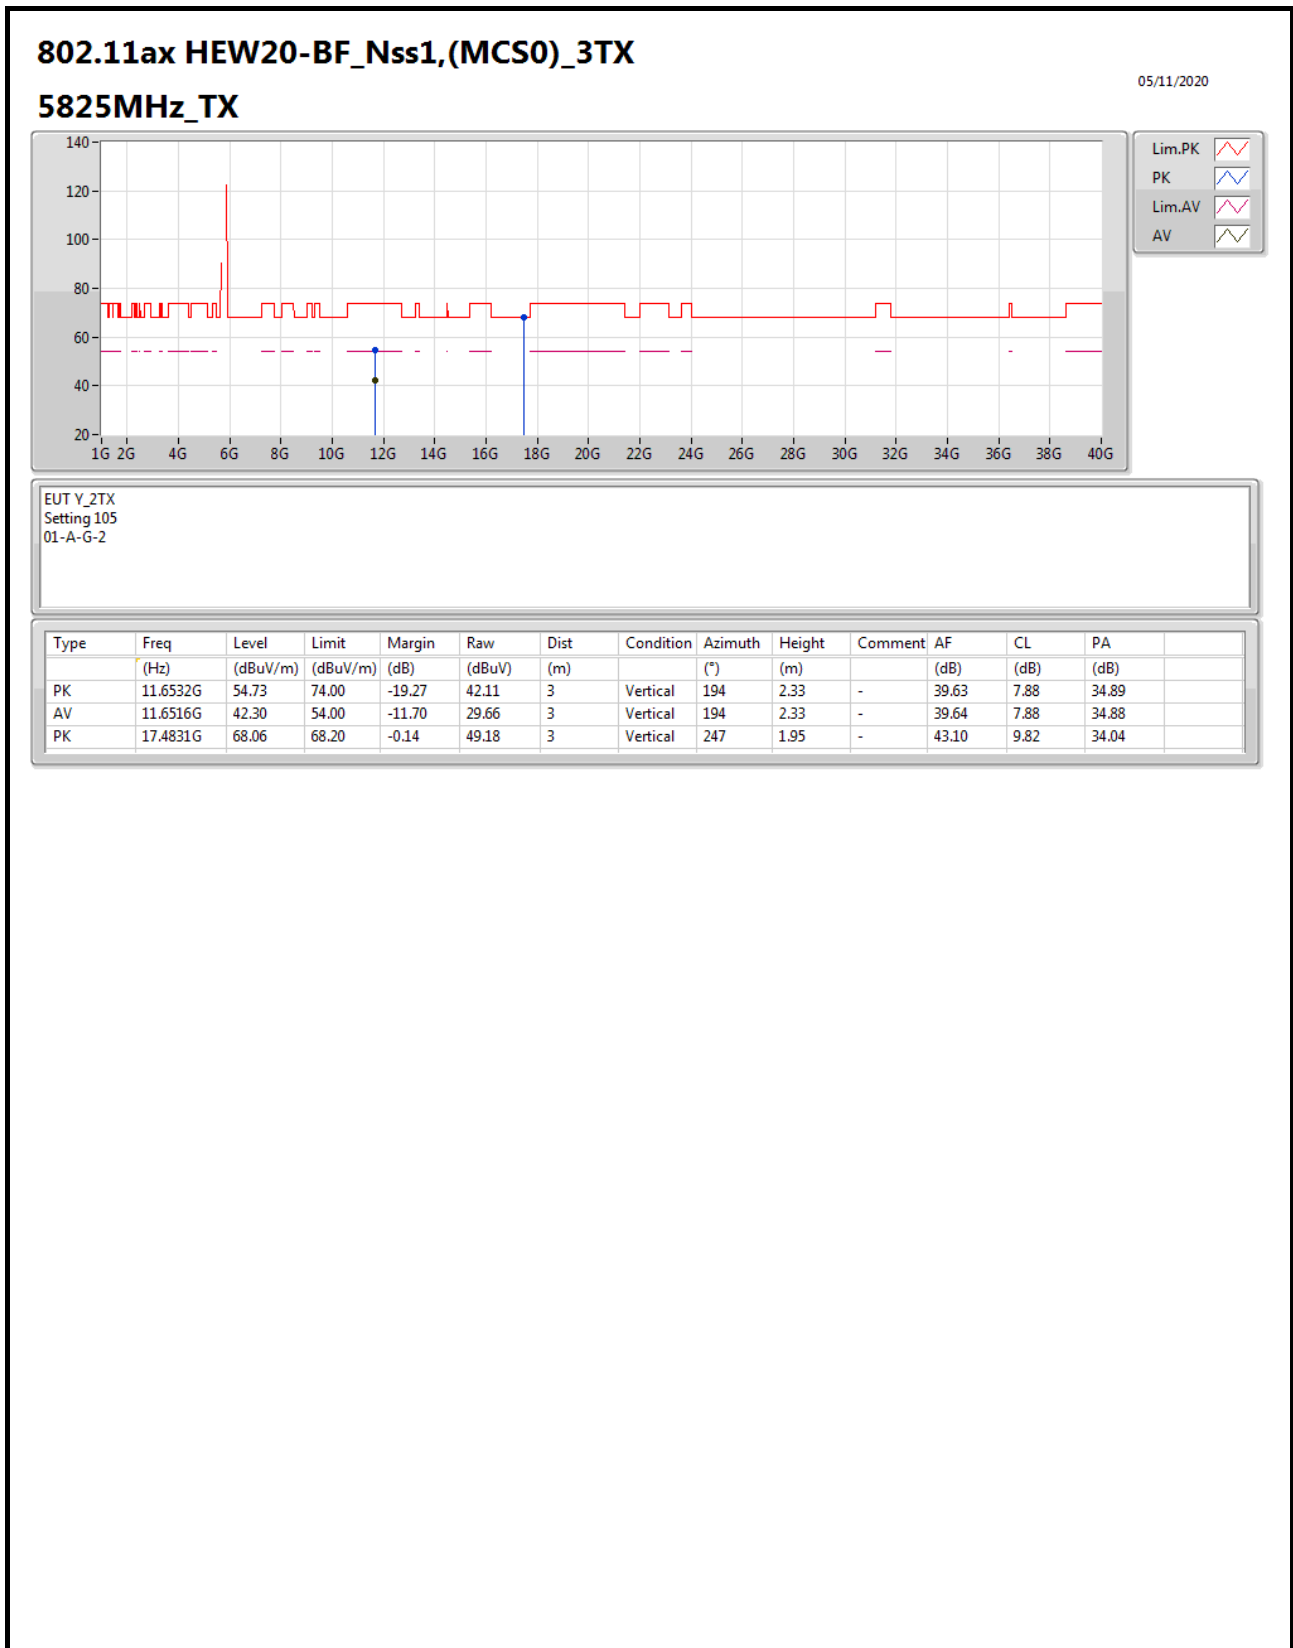 802.11ax HEW20-BF_Nss1,(MCS0)_3TX
05/11/2020
5825MHz_TX
140
120
100
80
60
40
20
1G 2G 4G 6G 8G 10G 12G 14G 16G 18G 20G 22G 24G 26G 28G 30G 32G 34G 36G 38G 40G
Lim.PK
PK
Lim.AV
AV
EUT Y_2TX
Setting 105
01-A-G-2
Type Freq Level Limit Margin Raw Dist Condition Azimuth Height Comment AF CL PA
(Hz) (dBuV/m) (dBuV/m) (dB) (dBuV) (m) (°) (m) (dB) (dB) (dB)
PK 11.6532G 54.73 74.00 -19.27 42.11 3 Vertical 194 2.33 - 39.63 7.88 34.89
AV 11.6516G 42.30 54.00 -11.70 29.66 3 Vertical 194 2.33 - 39.64 7.88 34.88
PK 17.4831G 68.06 68.20 -0.14 49.18 3 Vertical 247 1.95 - 43.10 9.82 34.04